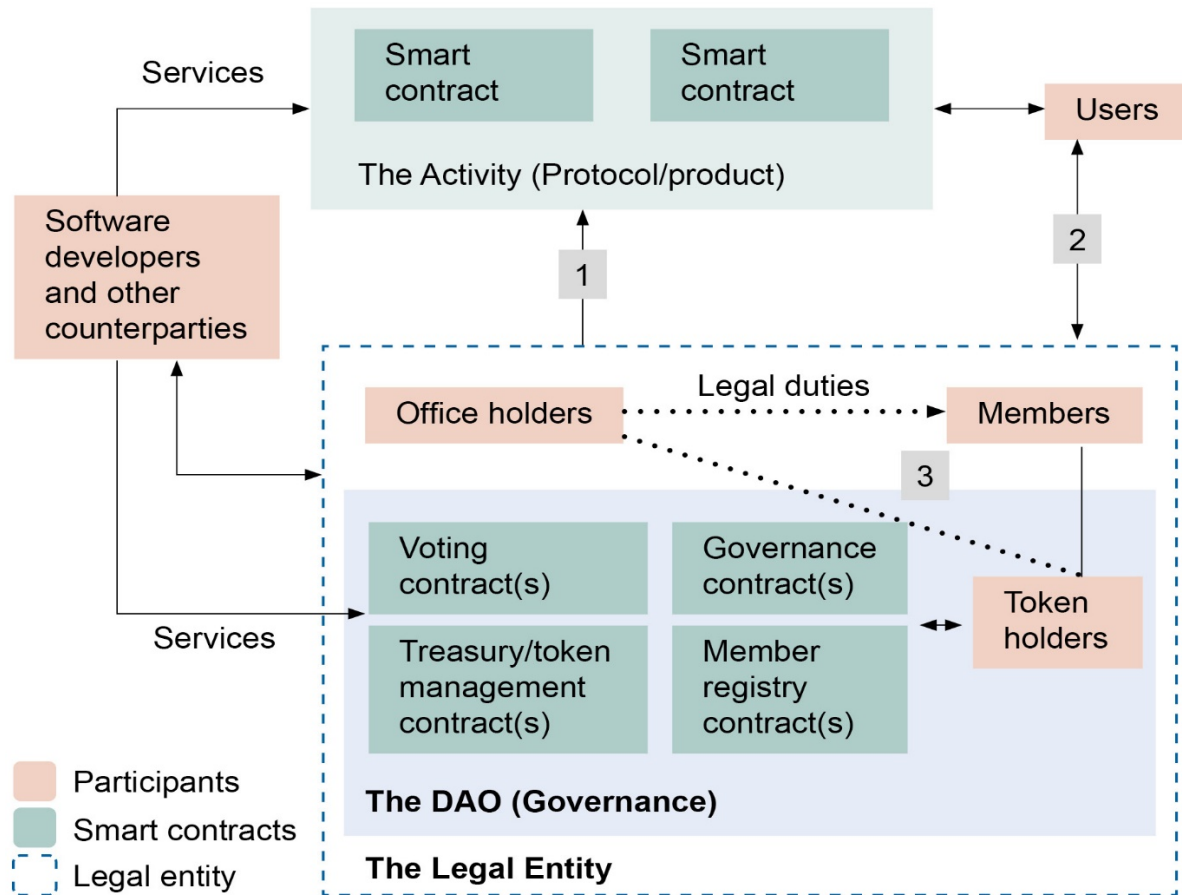 Smart
contract
Smart
contract
Services
Users
The Activity (Protocol/product)
Software
developers
and other
counterparties
1
2
Legal duties
Office holders
Members
3
Voting
contract(s)
Governance
contract(s)
Token
holders
Services
Treasury/token
management
contract(s)
Member
registry
contract(s)
The DAO (Governance)
The Legal Entity
Participants
Smart contracts
Legal entity